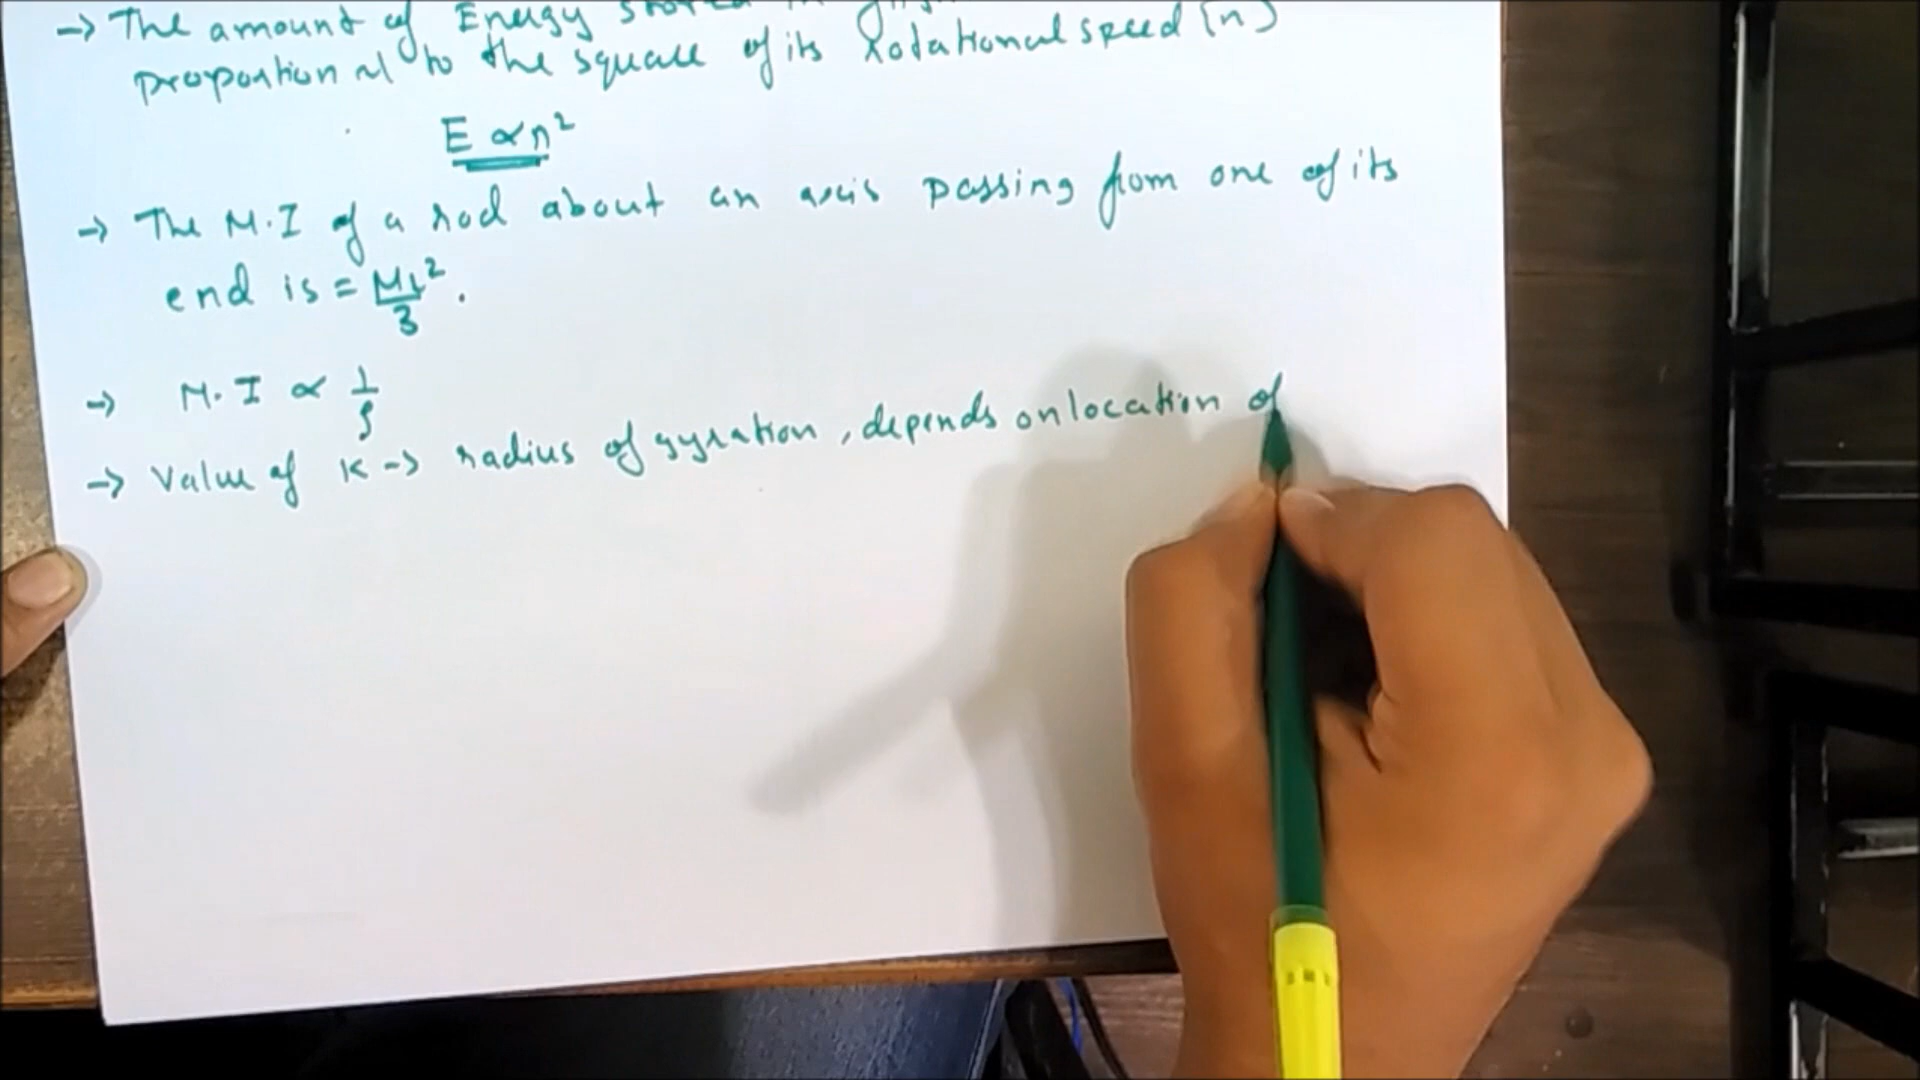 → The amount of Energy stored in
proportional to the square of its Rotational speed (n)
E ∝ n²
→ The M.I of a rod about an axis passing from one of its
end is = ML²/3 .
→ M.I ∝ 1/ρ
→ Value of K → radius of gyration, depends on location of